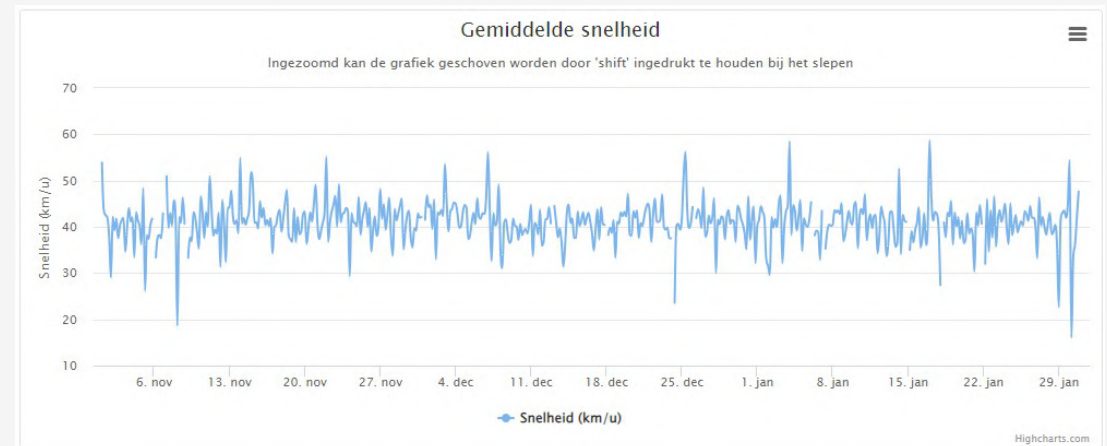 Gemiddelde snelheid
Ingezoomd kan de grafiek geschoven worden door 'shift' ingedrukt te houden bij het slepen
Snelheid (km/u)
70
60
50
40
30
20
10
6. nov 13. nov 20. nov 27. nov 4. dec 11. dec 18. dec 25. dec 1. jan 8. jan 15. jan 22. jan 29. jan
Snelheid (km/u)
Highcharts.com